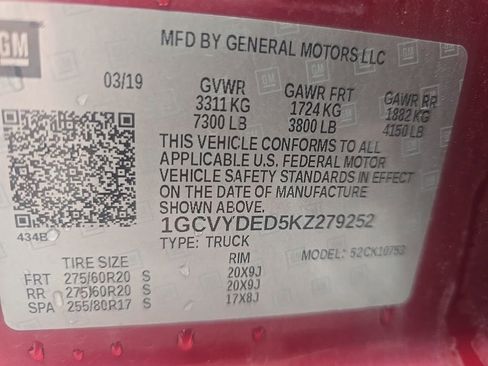 GM
MFD BY GENERAL MOTORS LLC
03/19 GVWR GAWR FRT GAWR RR
3311 KG 1724 KG 1882 KG
7300 LB 3800 LB 4150 LB
THIS VEHICLE CONFORMS TO ALL
APPLICABLE U.S. FEDERAL MOTOR
VEHICLE SAFETY STANDARDS IN EFFECT
ON THE DATE OF MANUFACTURE
SHOWN ABOVE.
434B 1GCVYDED5KZ279252
TYPE: TRUCK MODEL: 52CK10753
TIRE SIZE RIM
FRT 275/60R20 S 20X9J
RR 275/60R20 S 20X9J
SPA 255/80R17 S 17X8J